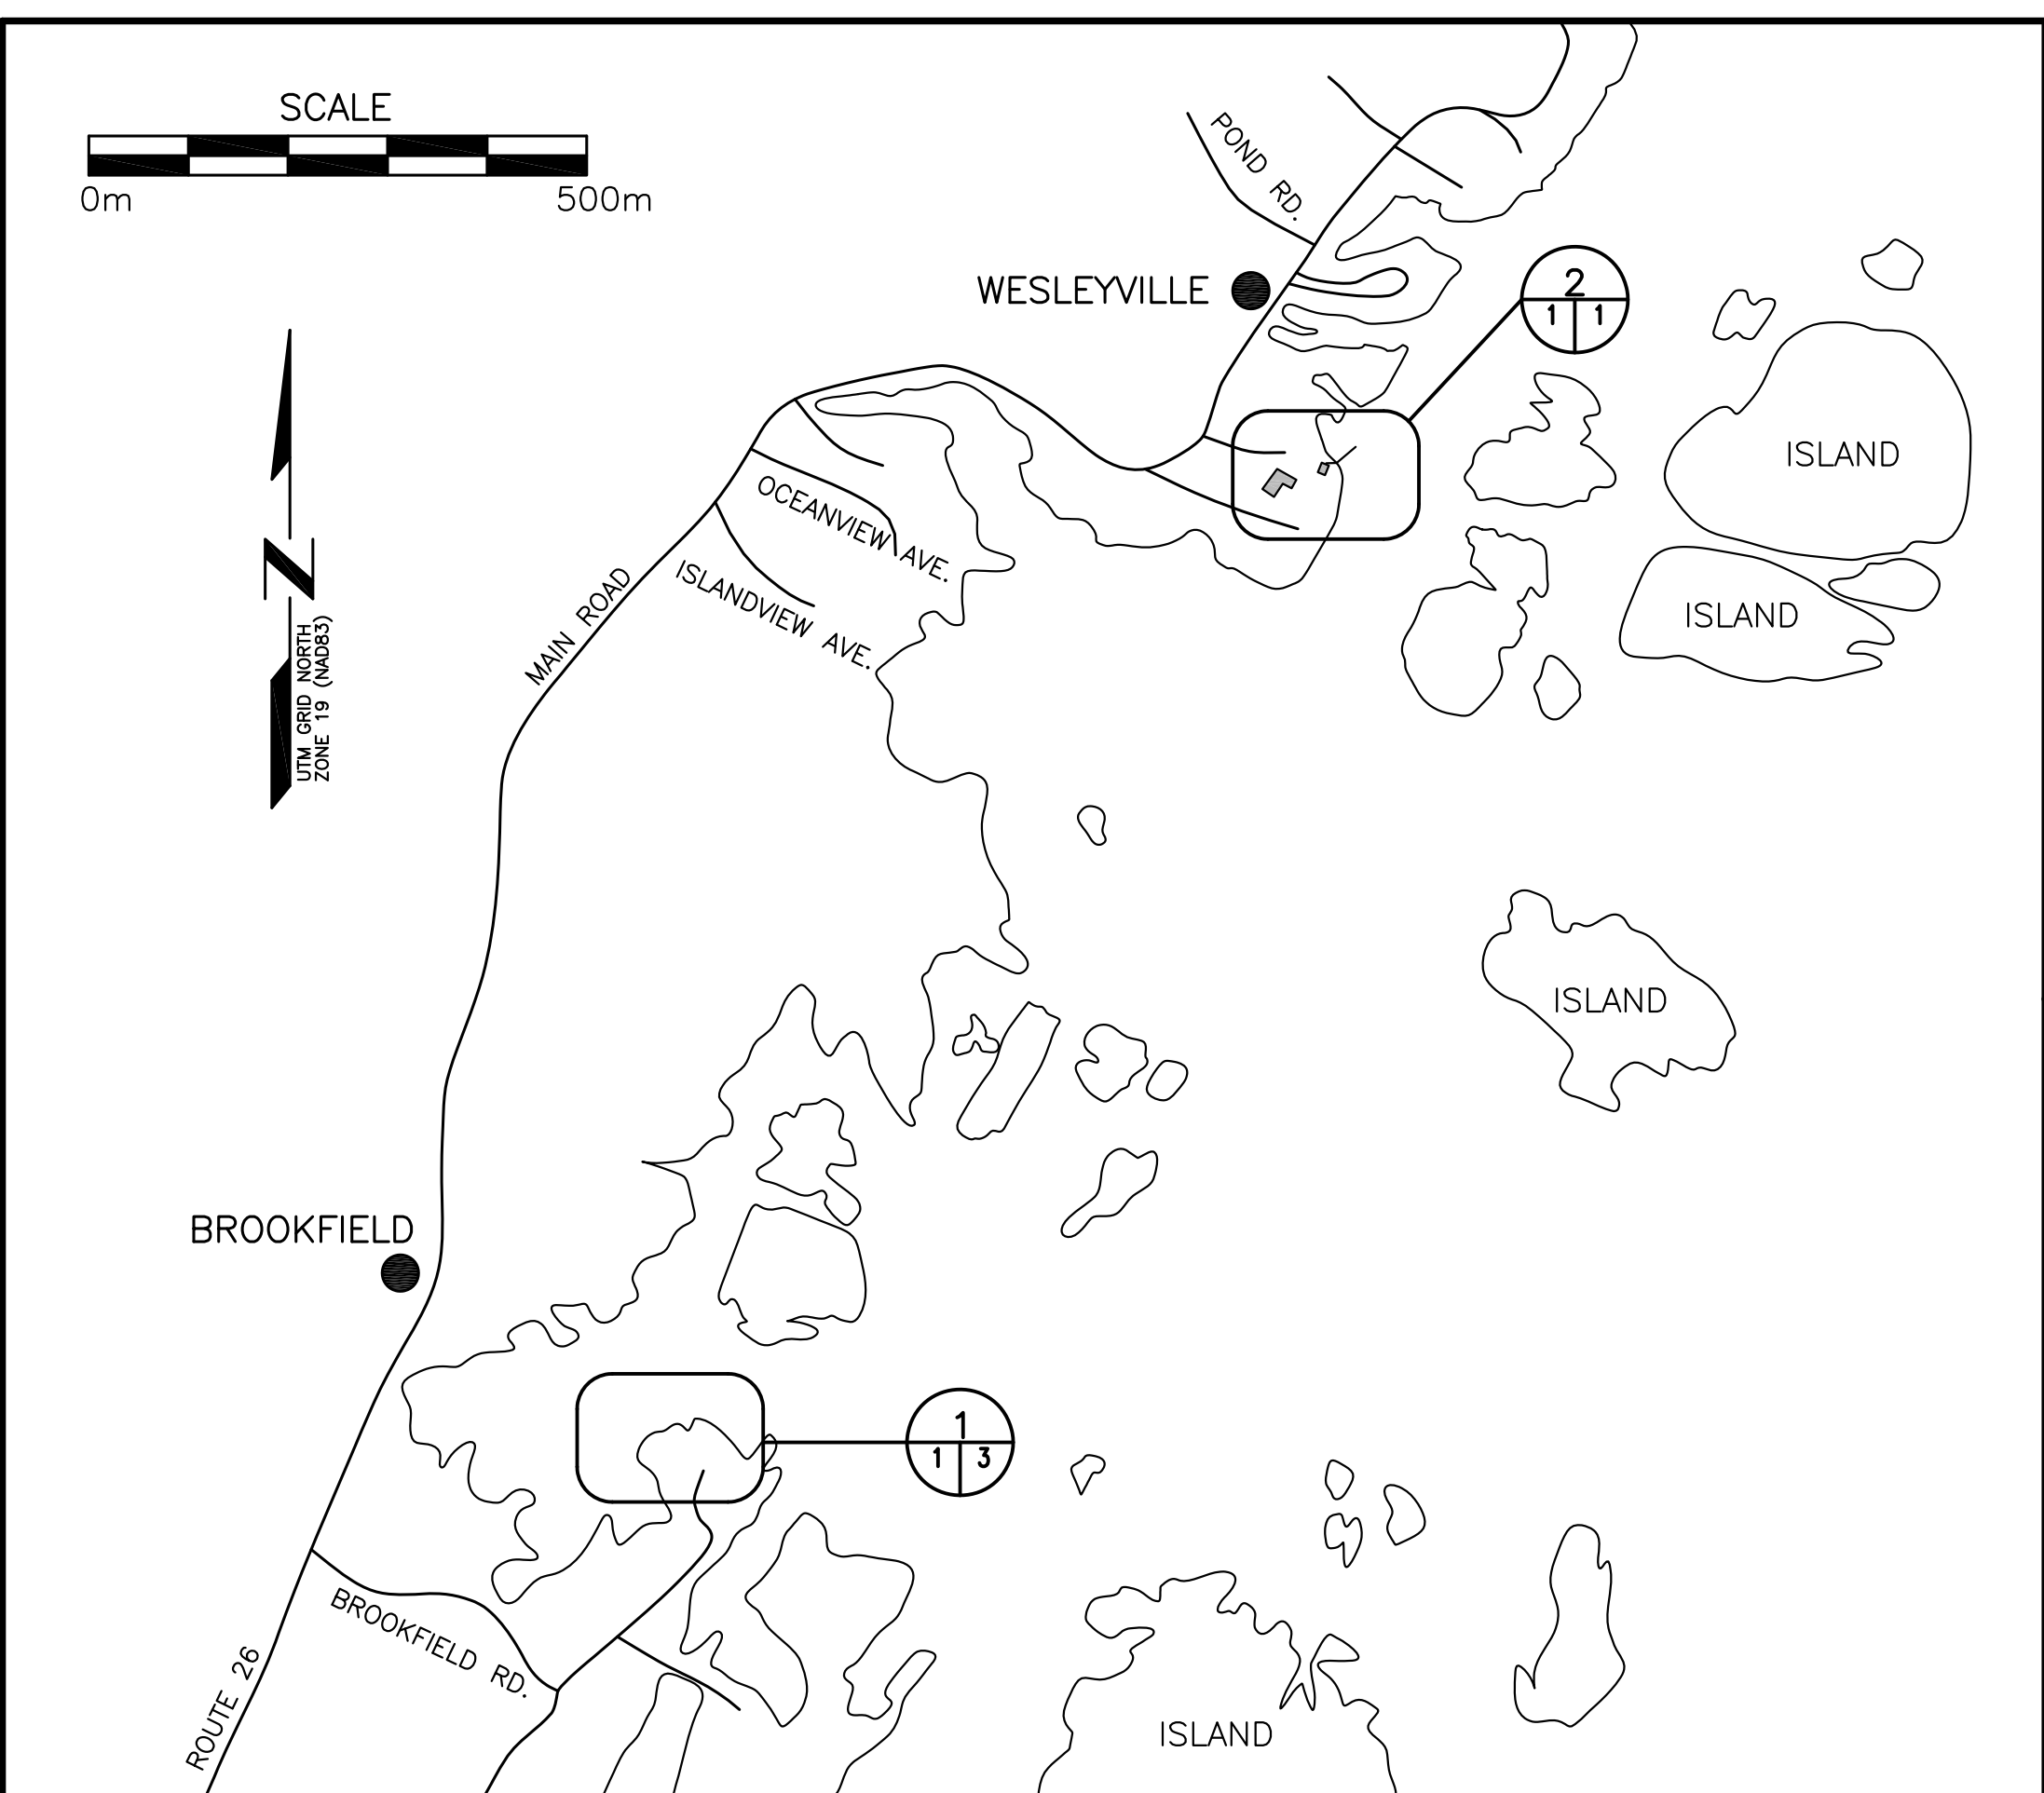 SCALE
0m 500m
POND RD.
WESLEYVILLE
2
1 1
ISLAND
OCEANVIEW AVE.
ISLANDVIEW AVE.
MAIN ROAD
ISLAND
N
UTM GRID NORTH
ZONE 19 (NAD83)
ISLAND
BROOKFIELD
1
1 3
BROOKFIELD RD.
ROUTE 26
ISLAND